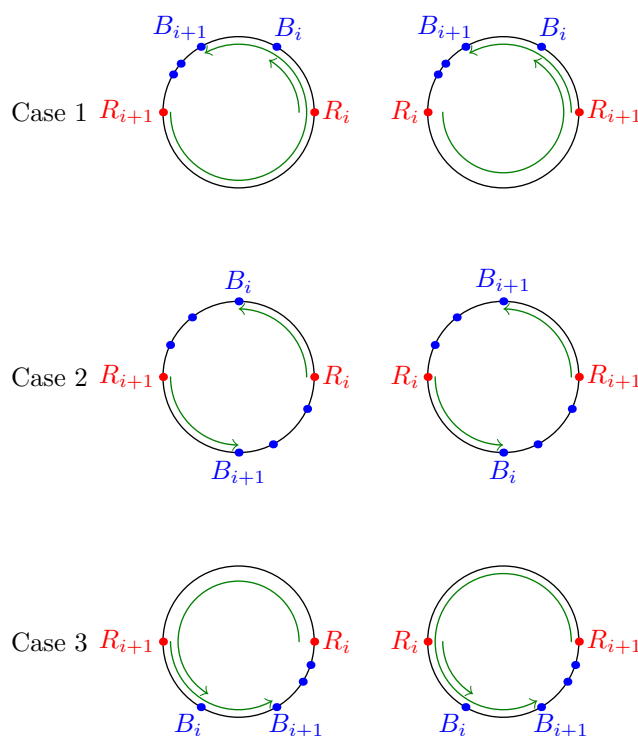 B_{i+1} B_i B_{i+1} B_i
Case 1 R_{i+1} R_i R_i R_{i+1}
B_i B_{i+1}
Case 2 R_{i+1} R_i R_i R_{i+1}
B_{i+1} B_i
Case 3 R_{i+1} R_i R_i R_{i+1}
B_i B_{i+1} B_i B_{i+1}